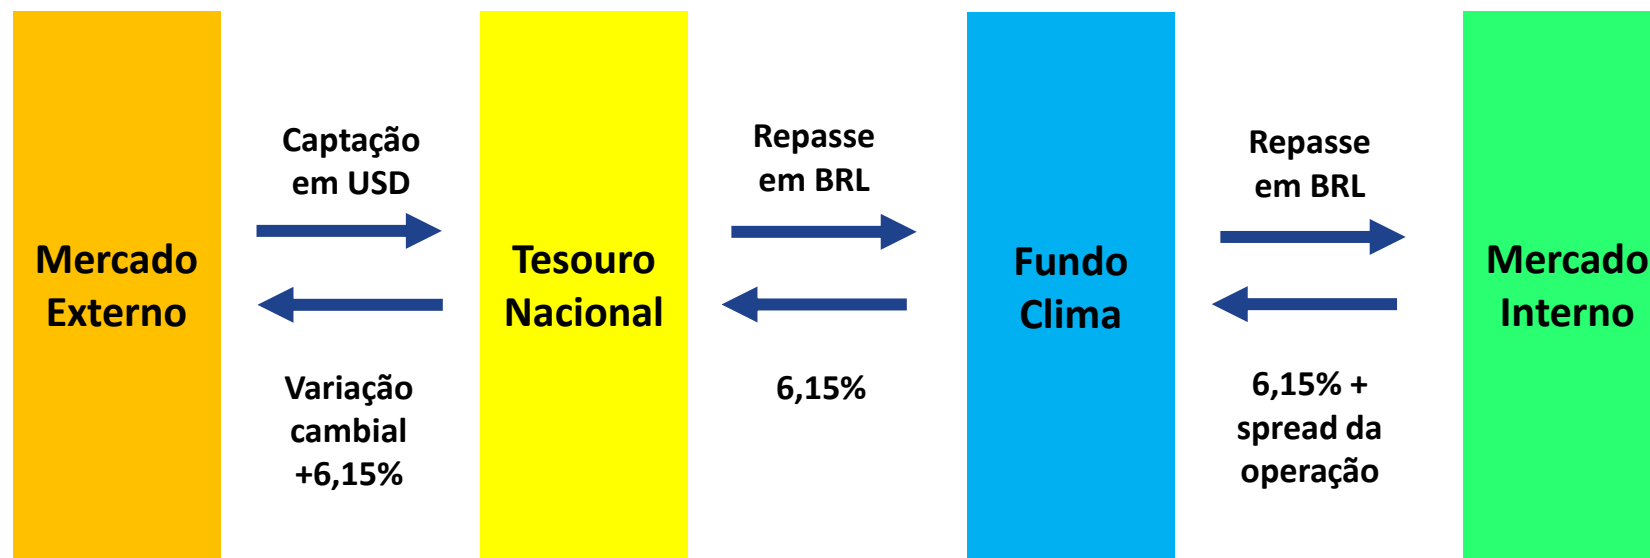 Mercado
Externo
Captação
em USD
Variação
cambial
+6,15%
Tesouro
Nacional
Repasse
em BRL
6,15%
Fundo
Clima
Repasse
em BRL
6,15% +
spread da
operação
Mercado
Interno